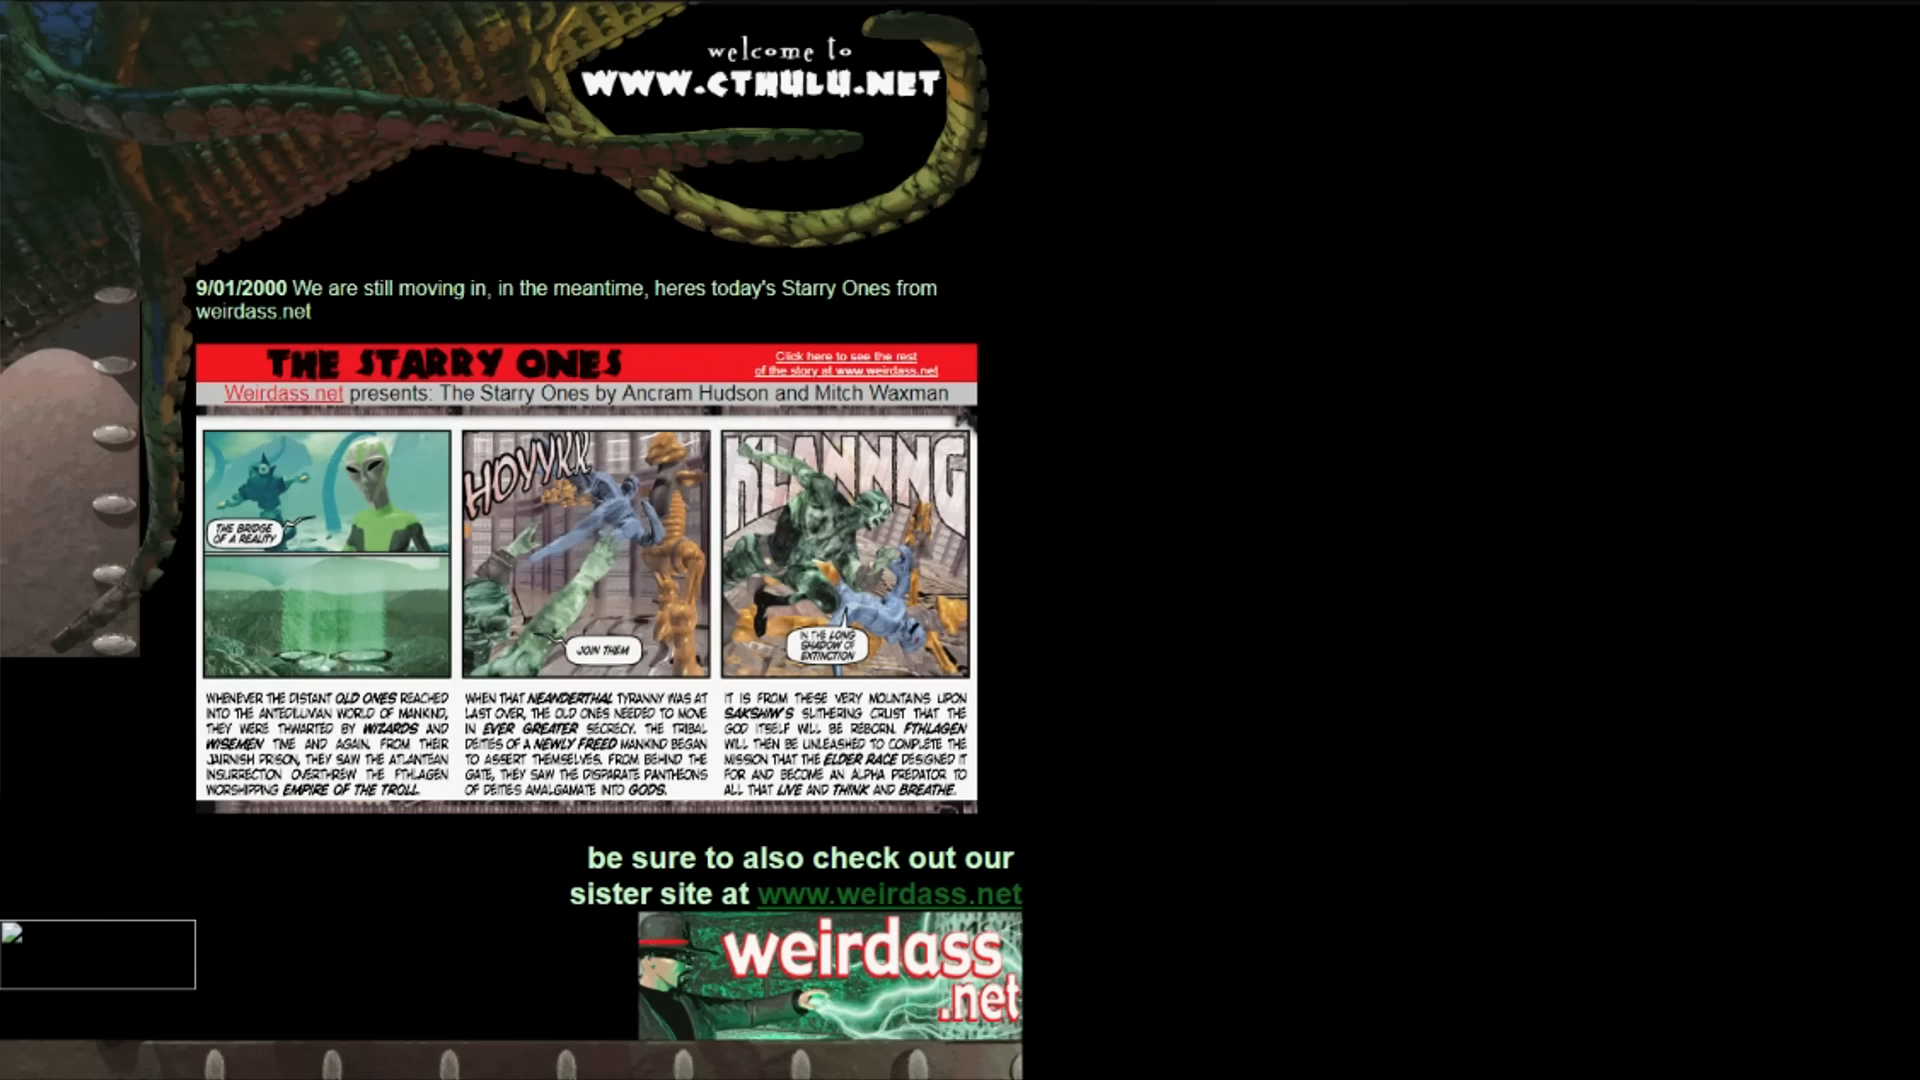 welcome to
WWW.CTHULU.NET
9/01/2000 We are still moving in, in the meantime, heres today's Starry Ones from
weirdass.net
THE STARRY ONES
Click here to see the rest
of the story at www.weirdass.net
Weirdass.net presents: The Starry Ones by Ancram Hudson and Mitch Waxman
THE BRIDGE
OF A REALITY
HOYYKK
JOIN THEM
KLANNNG
IN THE LONG
SHADOW OF
EXTINCTION
WHENEVER THE DISTANT OLD ONES REACHED
INTO THE ANTEDILUVIAN WORLD OF MANKIND,
THEY WERE THWARTED BY WIZARDS AND
WISEMEN TIME AND AGAIN. FROM THEIR
JAIRNISH PRISON, THEY SAW THE ATLANTEAN
INSURRECTION OVERTHREW THE FTHLAGEN
WORSHIPPING EMPIRE OF THE TROLL.
WHEN THAT NEANDERTHAL TYRANNY WAS AT
LAST OVER, THE OLD ONES NEEDED TO MOVE
IN EVER GREATER SECRECY. THE TRIBAL
DEITIES OF A NEWLY FREED MANKIND BEGAN
TO ASSERT THEMSELVES. FROM BEHIND THE
GATE, THEY SAW THE DISPARATE PANTHEONS
OF DEITIES AMALGAMATE INTO GODS.
IT IS FROM THESE VERY MOUNTAINS UPON
SAKSHIW'S SLITHERING CRUST THAT THE
GOD ITSELF WILL BE REBORN. FTHLAGEN
WILL THEN BE UNLEASHED TO COMPLETE THE
MISSION THAT THE ELDER RACE DESIGNED IT
FOR AND BECOME AN ALPHA PREDATOR TO
ALL THAT LIVE AND THINK AND BREATHE.
be sure to also check out our
sister site at www.weirdass.net
weirdass
.net